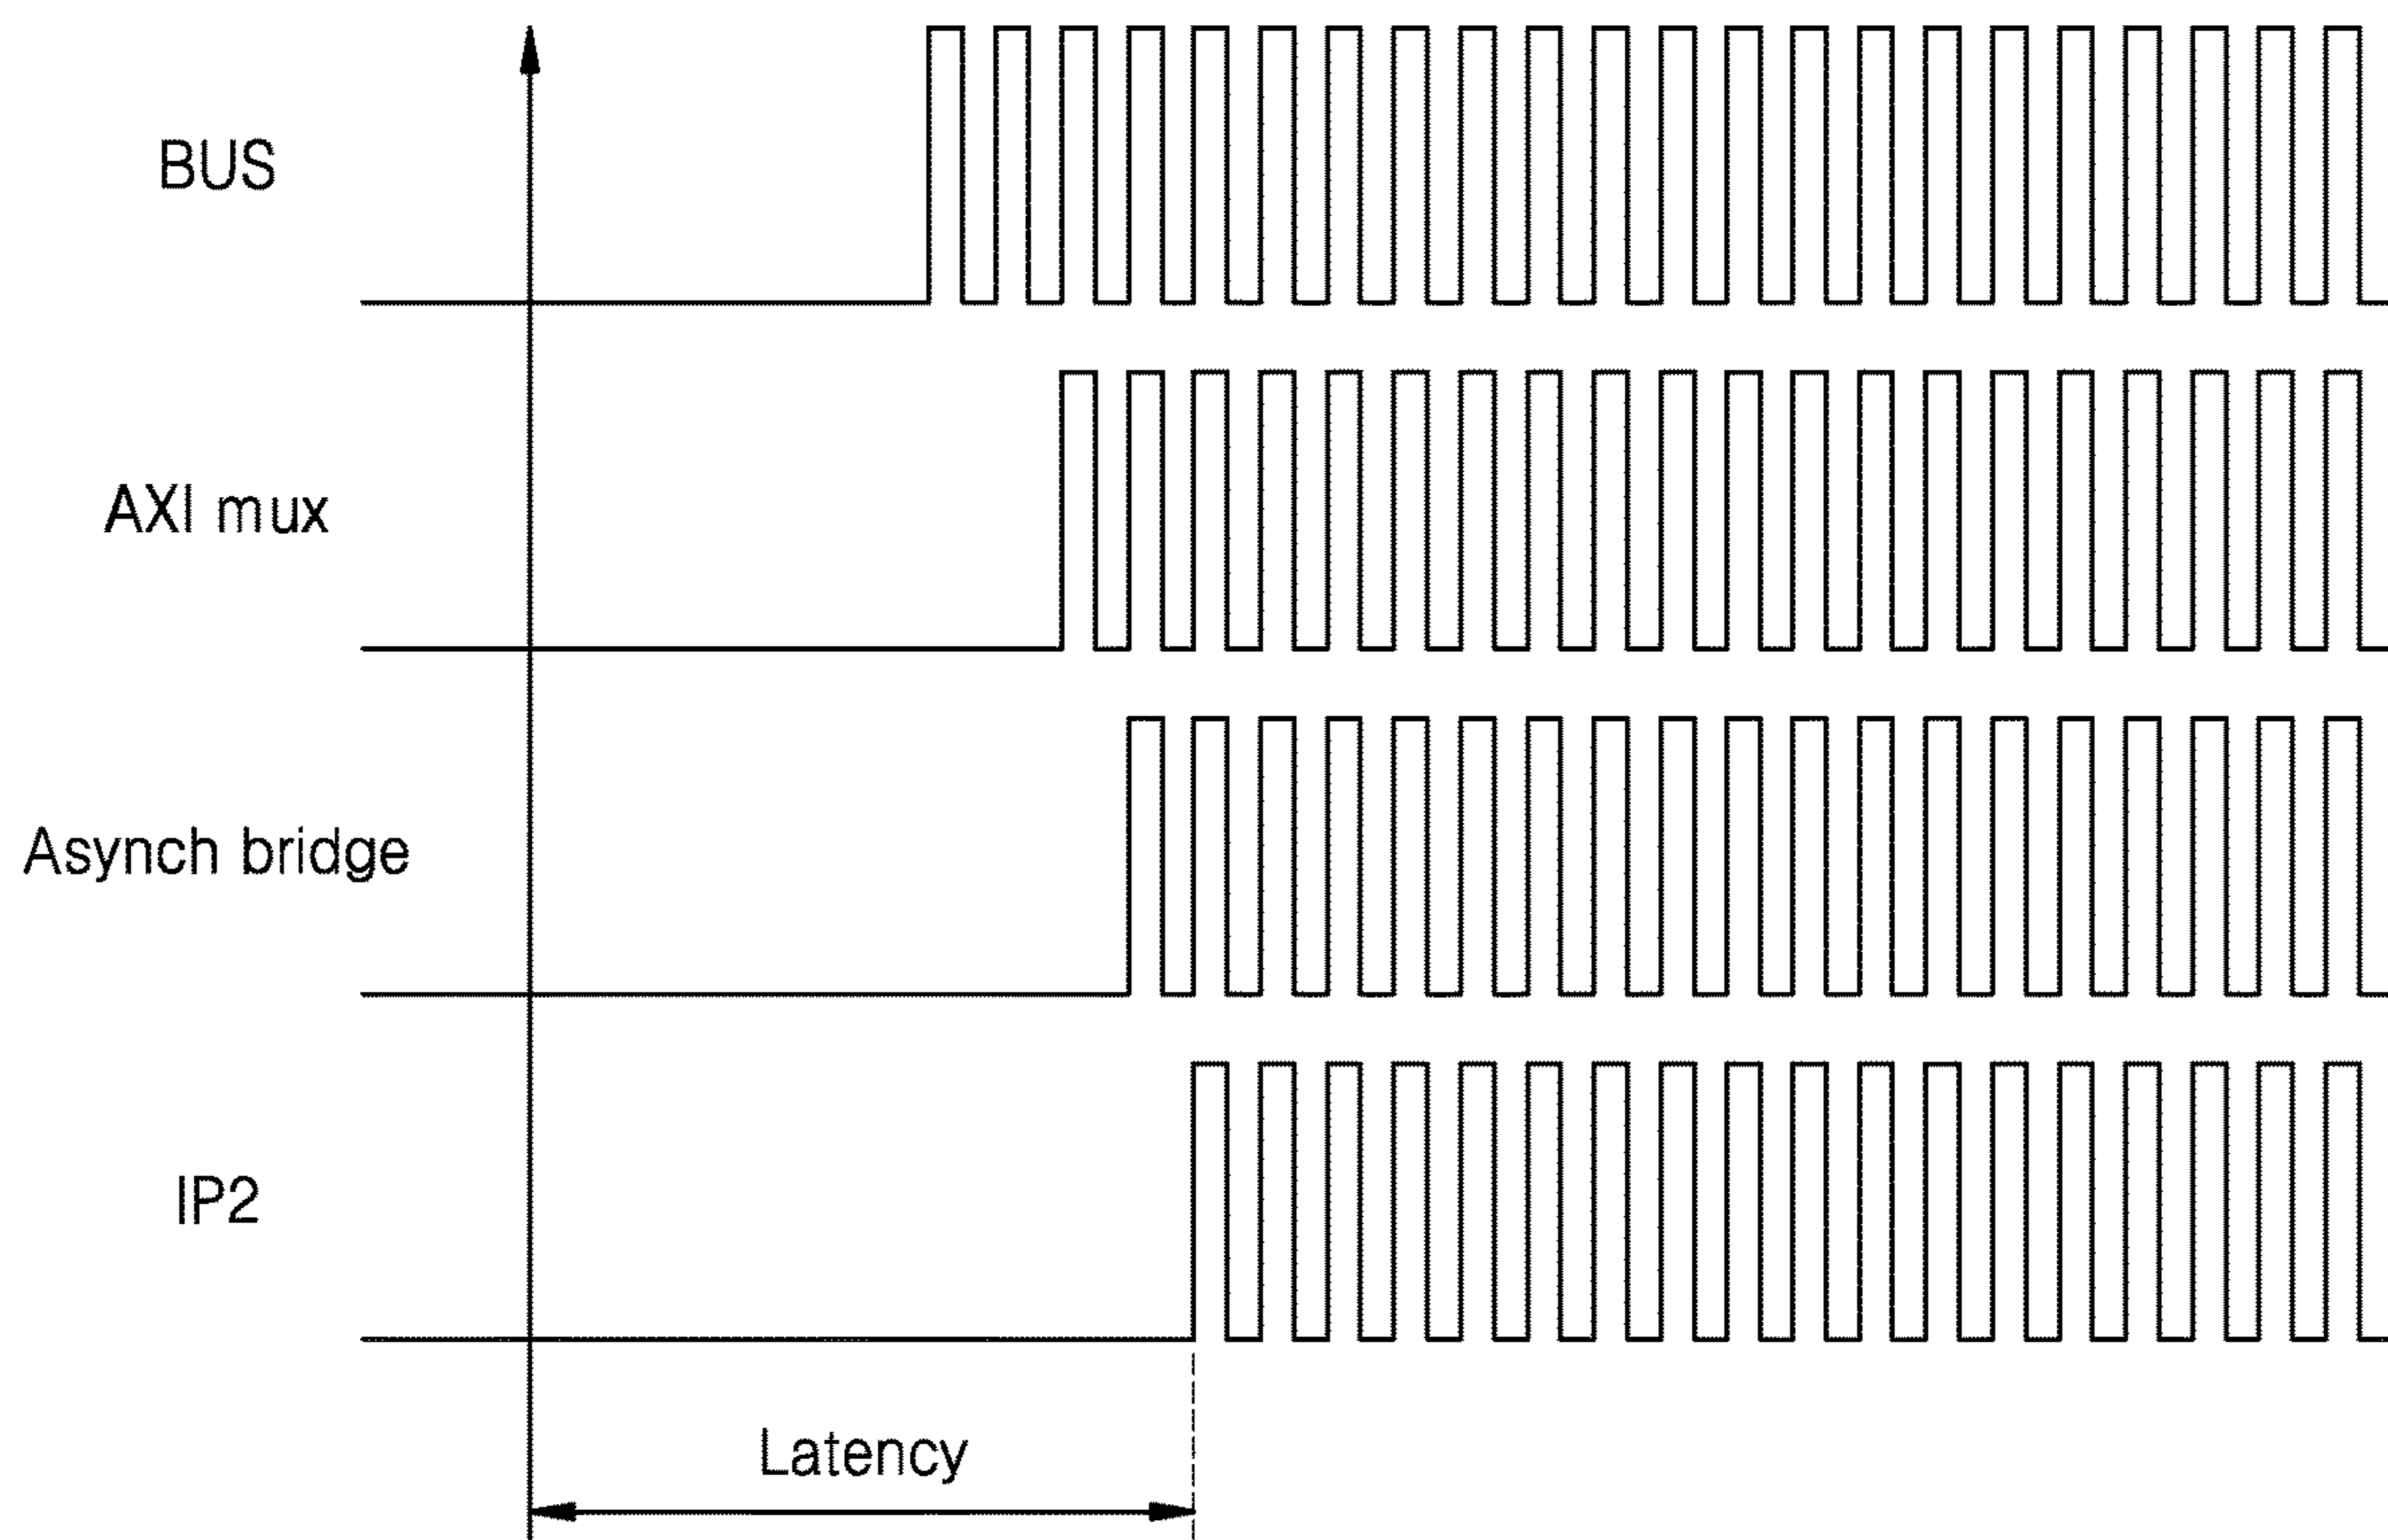 BUS
AXI mux
Asynch bridge
IP2
Latency